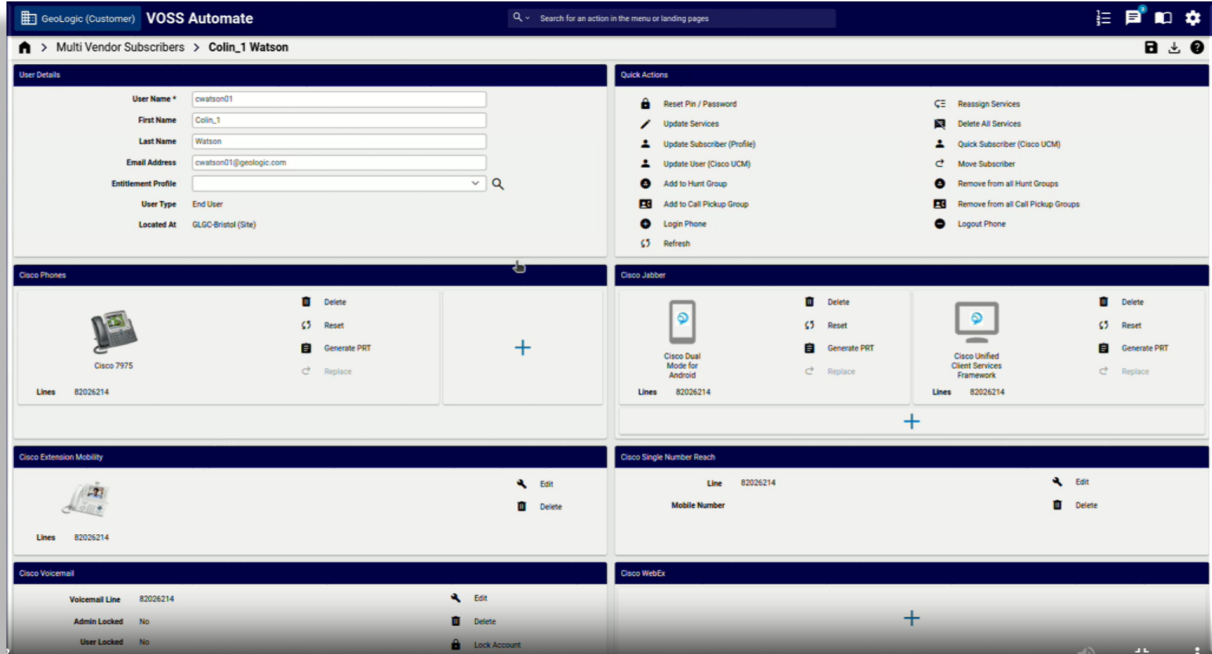 GeoLogic (Customer) VOSS Automate Search for an action in the menu or landing pages
Multi Vendor Subscribers > Colin_1 Watson
User Details
User Name * cwatson01
First Name Colin_1
Last Name Watson
Email Address cwatson01@geologic.com
Entitlement Profile
User Type End User
Located At GLGC-Bristol (Site)
Quick Actions
Reset Pin / Password Reassign Services
Update Services Delete All Services
Update Subscriber (Profile) Quick Subscriber (Cisco UCM)
Update User (Cisco UCM) Move Subscriber
Add to Hunt Group Remove from all Hunt Groups
Add to Call Pickup Group Remove from all Call Pickup Groups
Login Phone Logout Phone
Refresh
Cisco Phones
Cisco 7975
Delete
Reset
Generate PRT
Replace
Lines 82026214
Cisco Jabber
Cisco Dual
Mode for
Android
Delete
Reset
Generate PRT
Replace
Lines 82026214
Cisco Unified
Client Services
Framework
Delete
Reset
Generate PRT
Replace
Lines 82026214
Cisco Extension Mobility
Edit
Delete
Lines 82026214
Cisco Single Number Reach
Line 82026214 Edit
Mobile Number Delete
Cisco Voicemail
Voicemail Line 82026214 Edit
Admin Locked No Delete
User Locked No Lock Account
Cisco WebEx